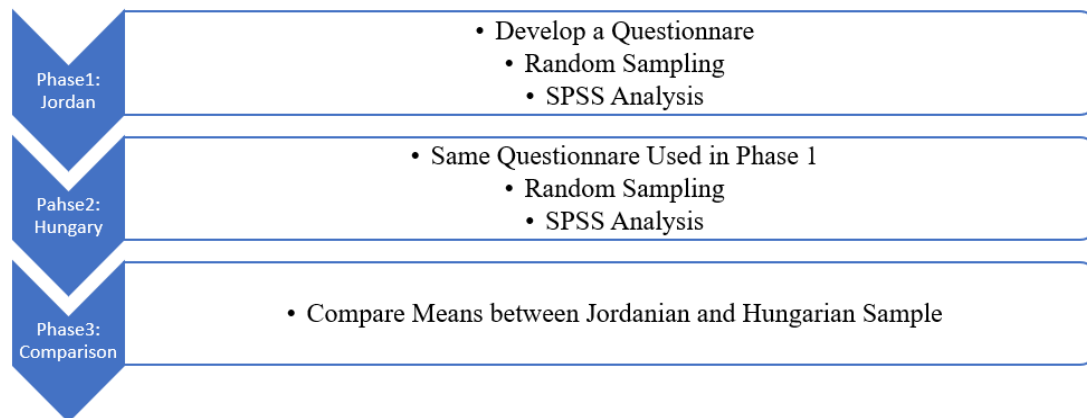 Phase1:
Jordan
• Develop a Questionnare
• Random Sampling
• SPSS Analysis
Pahse2:
Hungary
• Same Questionnare Used in Phase 1
• Random Sampling
• SPSS Analysis
Phase3:
Comparison
• Compare Means between Jordanian and Hungarian Sample